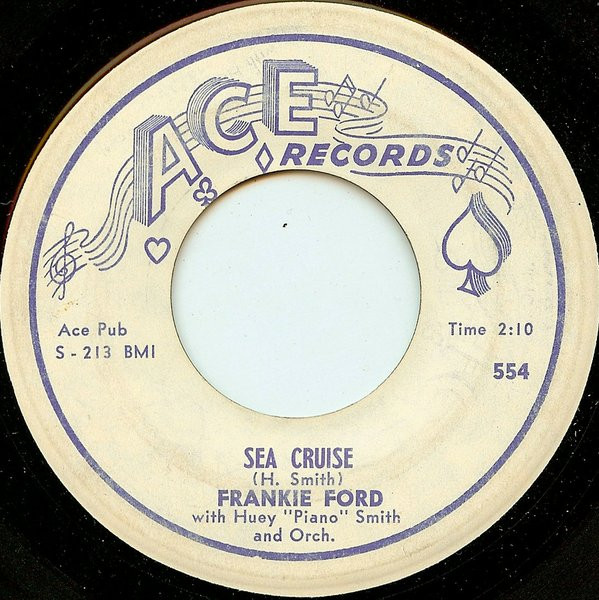 ACE
RECORDS
Ace Pub
S - 213 BMI
Time 2:10
554
SEA CRUISE
(H. Smith)
FRANKIE FORD
with Huey "Piano" Smith
and Orch.